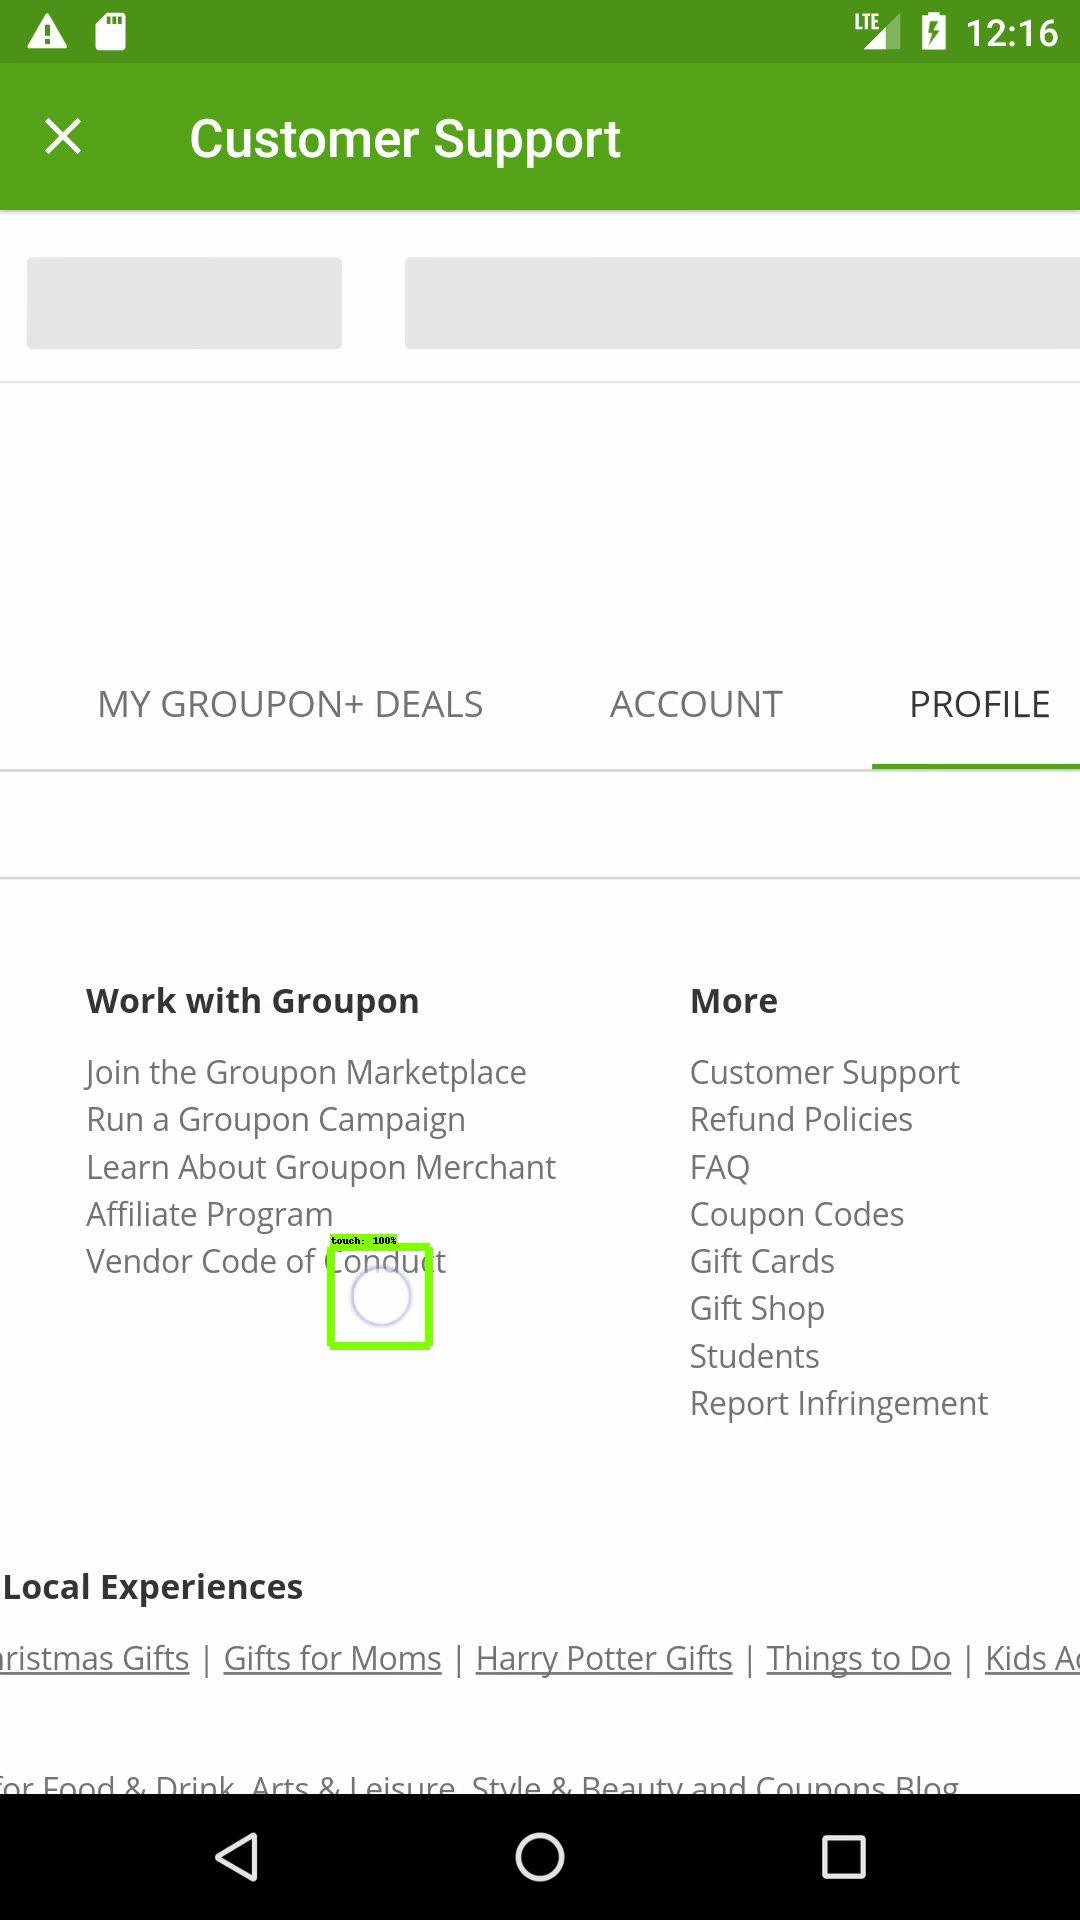 LTE 12:16
Customer Support
MY GROUPON+ DEALS ACCOUNT PROFILE
Work with Groupon
Join the Groupon Marketplace
Run a Groupon Campaign
Learn About Groupon Merchant
Affiliate Program
Vendor Code of Conduct
touch: 100%
More
Customer Support
Refund Policies
FAQ
Coupon Codes
Gift Cards
Gift Shop
Students
Report Infringement
Local Experiences
ristmas Gifts | Gifts for Moms | Harry Potter Gifts | Things to Do | Kids Ac
for Food & Drink, Arts & Leisure, Style & Beauty and Coupons Blog